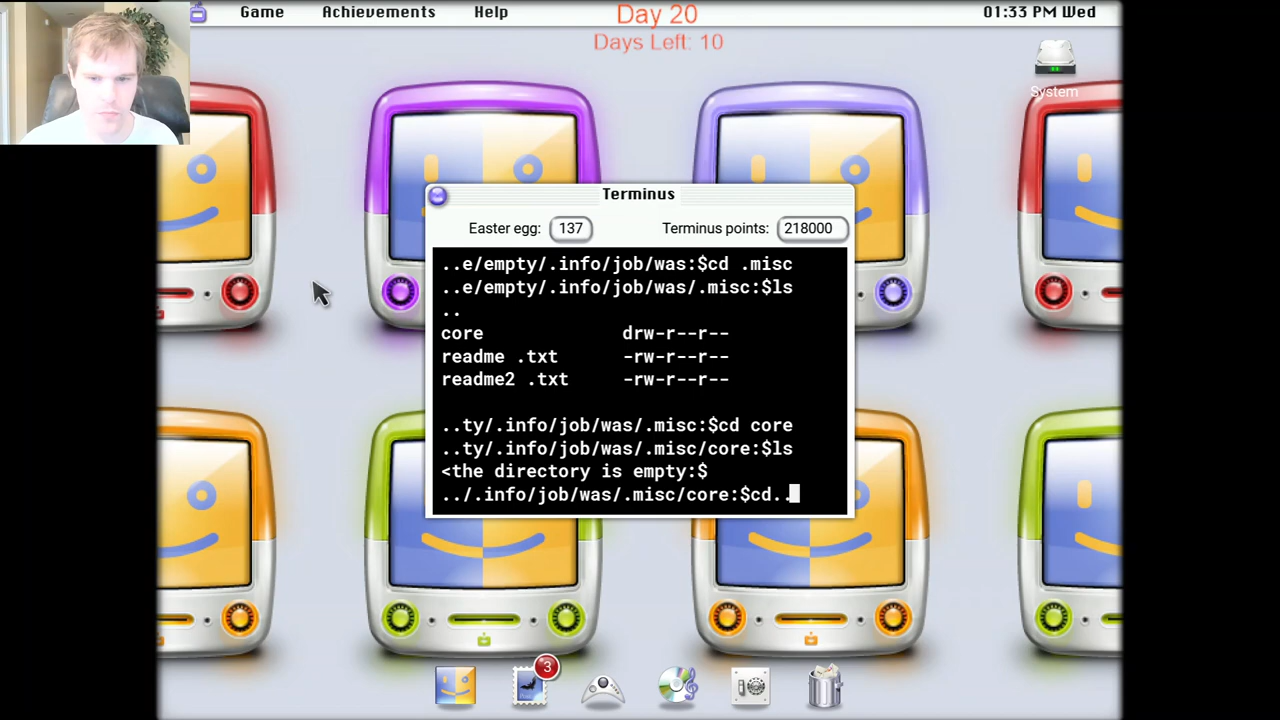 Game Achievements Help
Day 20
Days Left: 10
01:33 PM Wed
System
Terminus
Easter egg: 137 Terminus points: 218000
..e/empty/.info/job/was:$cd .misc
..e/empty/.info/job/was/.misc:$ls
..
core drw-r--r--
readme .txt -rw-r--r--
readme2 .txt -rw-r--r--
..ty/.info/job/was/.misc:$cd core
..ty/.info/job/was/.misc/core:$ls
<the directory is empty:$
../.info/job/was/.misc/core:$cd..
3